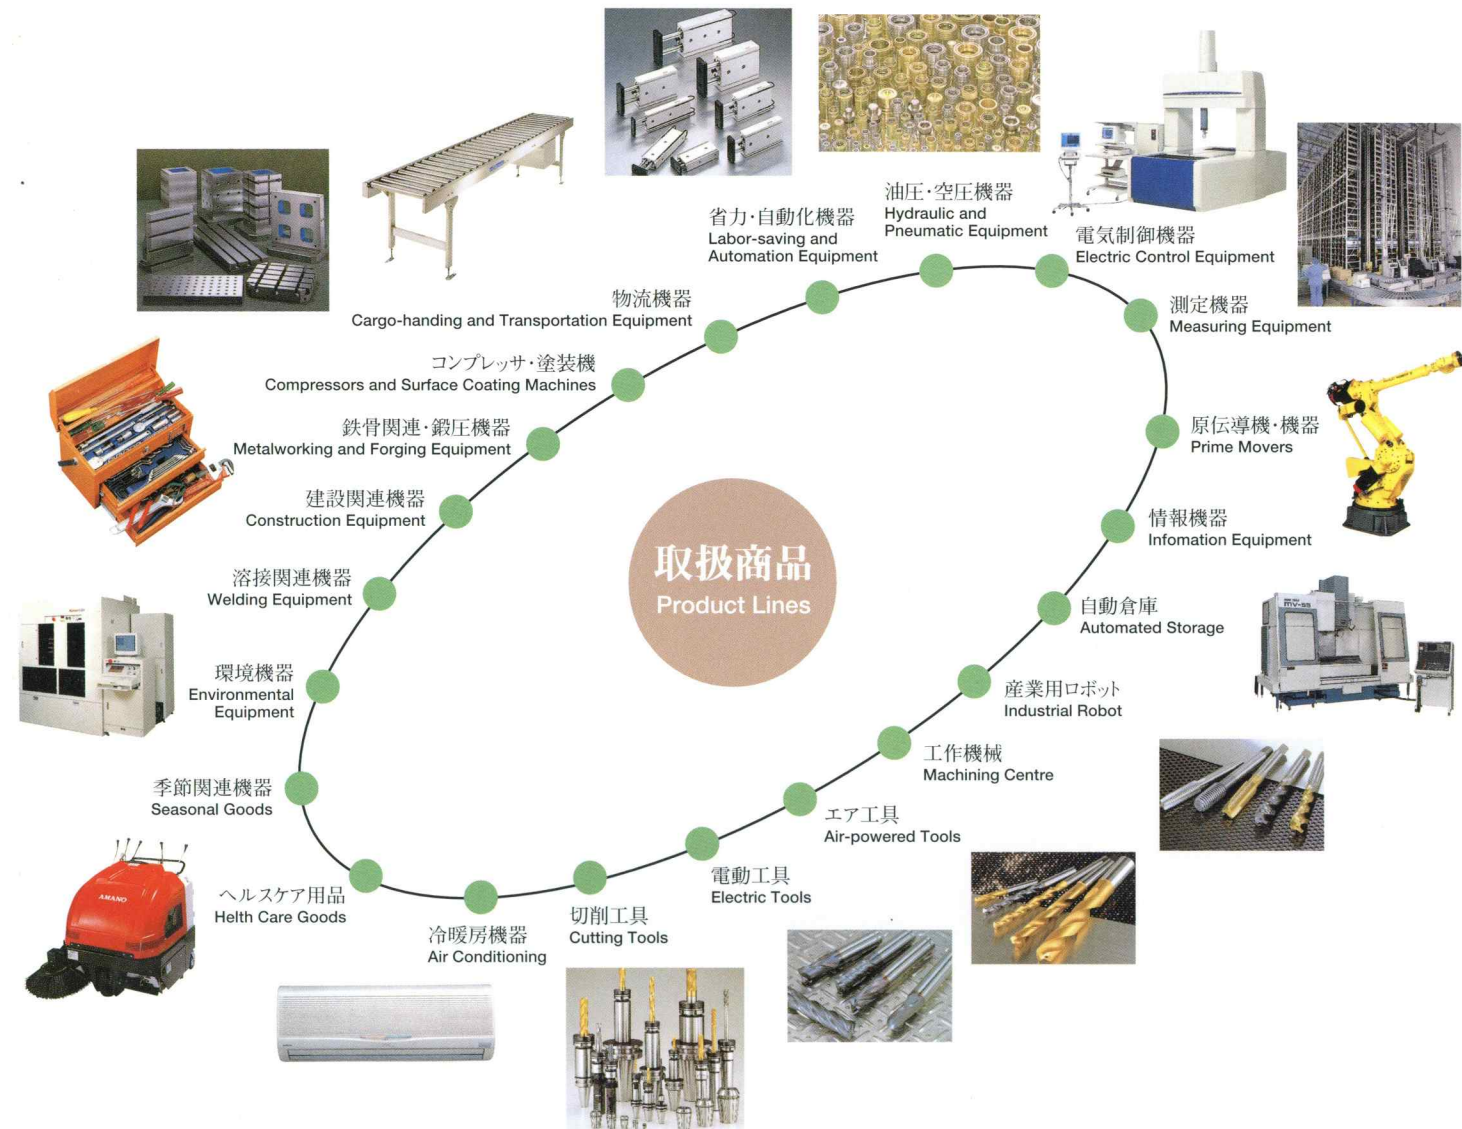 取扱商品
Product Lines
油圧・空圧機器
Hydraulic and
Pneumatic Equipment
電気制御機器
Electric Control Equipment
測定機器
Measuring Equipment
原伝導機・機器
Prime Movers
情報機器
Infomation Equipment
自動倉庫
Automated Storage
産業用ロボット
Industrial Robot
工作機械
Machining Centre
エア工具
Air-powered Tools
電動工具
Electric Tools
切削工具
Cutting Tools
冷暖房機器
Air Conditioning
ヘルスケア用品
Helth Care Goods
季節関連機器
Seasonal Goods
環境機器
Environmental
Equipment
溶接関連機器
Welding Equipment
建設関連機器
Construction Equipment
鉄骨関連・鍛圧機器
Metalworking and Forging Equipment
コンプレッサ・塗装機
Compressors and Surface Coating Machines
物流機器
Cargo-handing and Transportation Equipment
省力・自動化機器
Labor-saving and
Automation Equipment
AMANO
MV-55